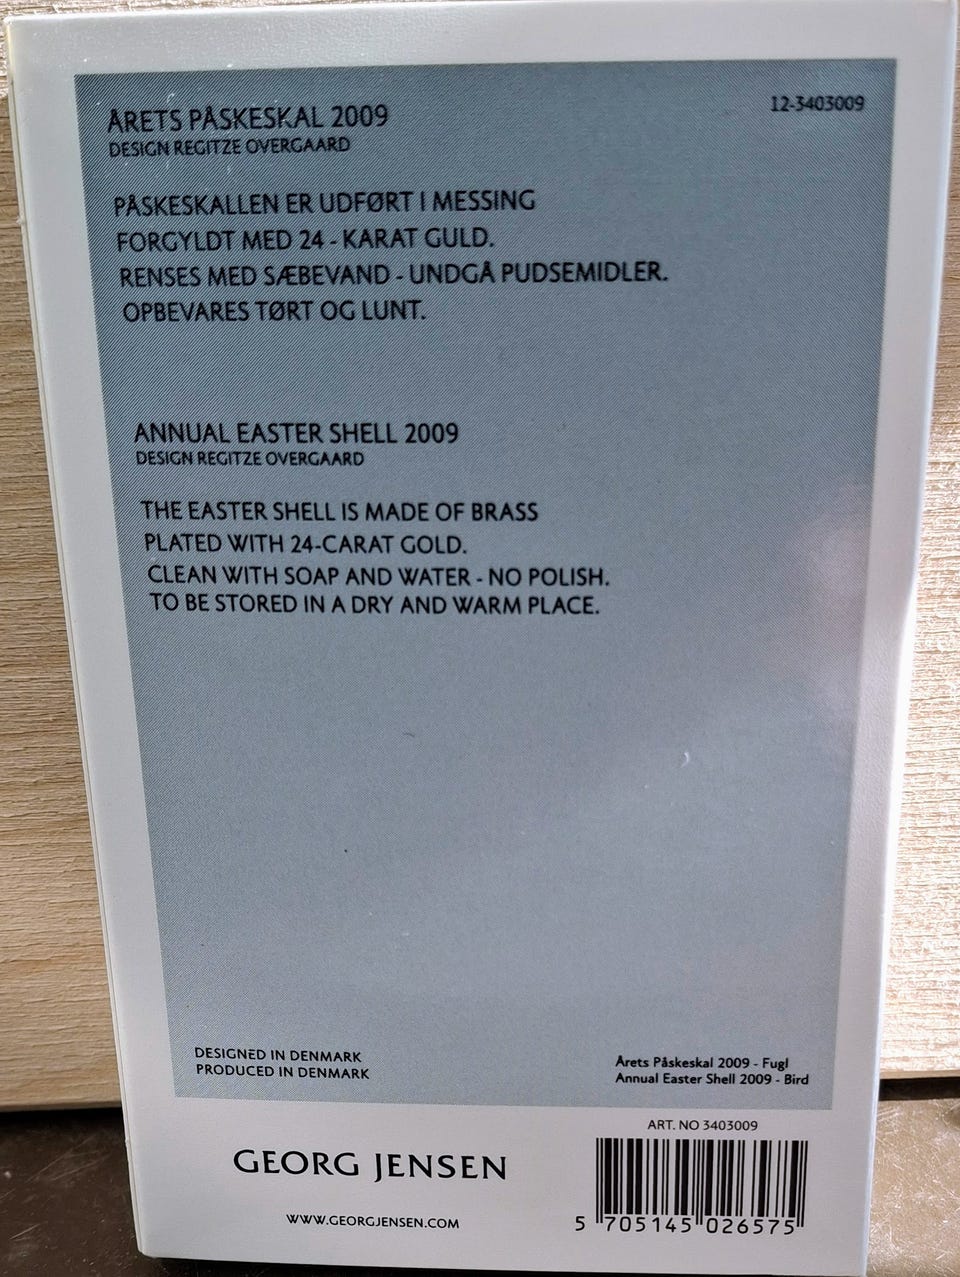 ÅRETS PÅSKESKAL 2009
12-3403009
DESIGN REGITZE OVERGAARD
PÅSKESKALLEN ER UDFØRT I MESSING
FORGYLDT MED 24 - KARAT GULD.
RENSES MED SÆBEVAND - UNDGÅ PUDSEMIDLER.
OPBEVARES TØRT OG LUNT.
ANNUAL EASTER SHELL 2009
DESIGN REGITZE OVERGAARD
THE EASTER SHELL IS MADE OF BRASS
PLATED WITH 24-CARAT GOLD.
CLEAN WITH SOAP AND WATER - NO POLISH.
TO BE STORED IN A DRY AND WARM PLACE.
DESIGNED IN DENMARK
PRODUCED IN DENMARK
Årets Påskeskal 2009 - Fugl
Annual Easter Shell 2009 - Bird
ART. NO 3403009
GEORG JENSEN
WWW.GEORGJENSEN.COM
5 705145 026575